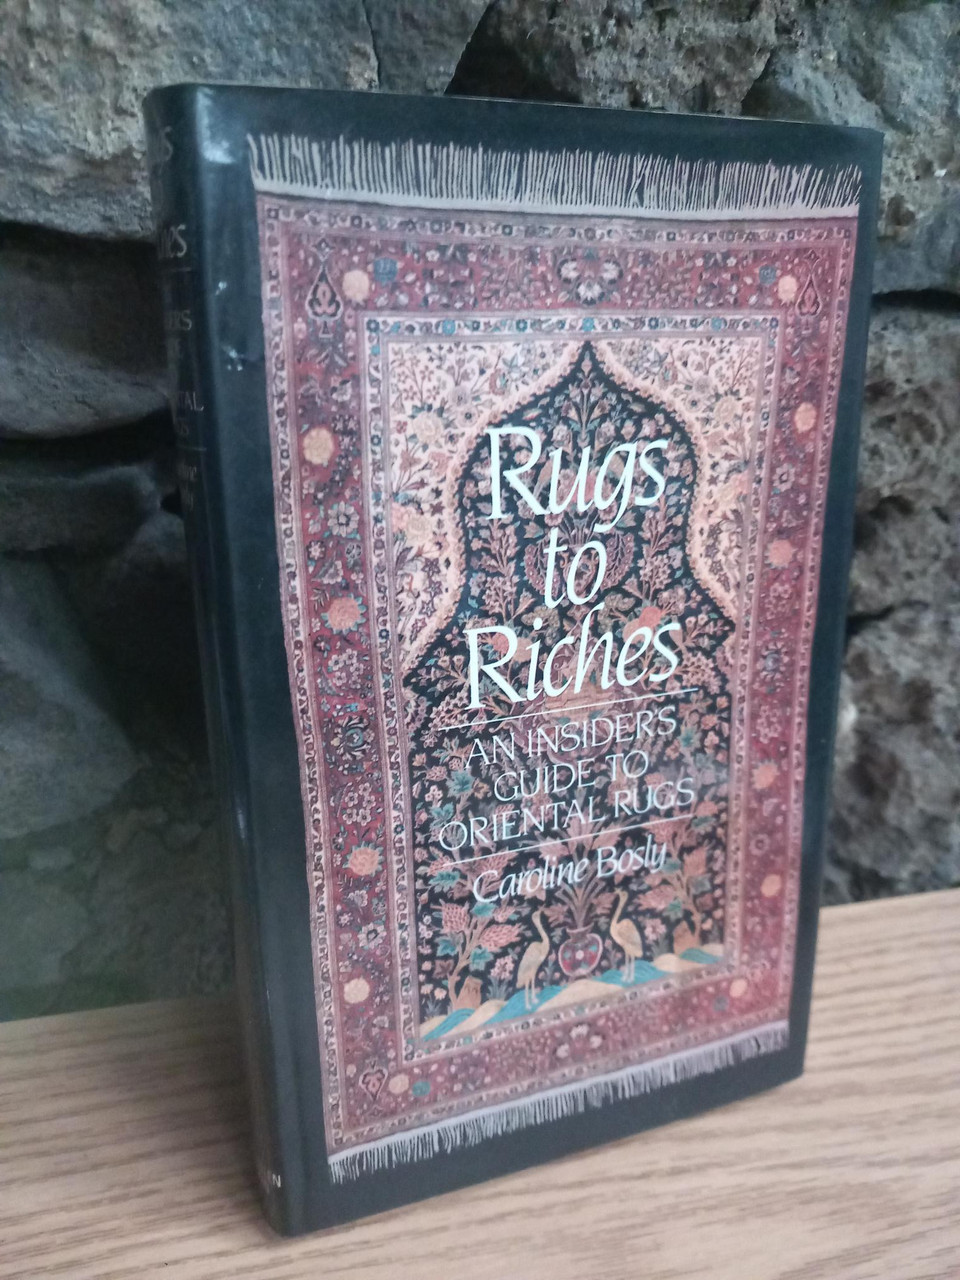 Rugs
to
Riches
AN INSIDER'S
GUIDE TO
ORIENTAL RUGS
Caroline Bosly